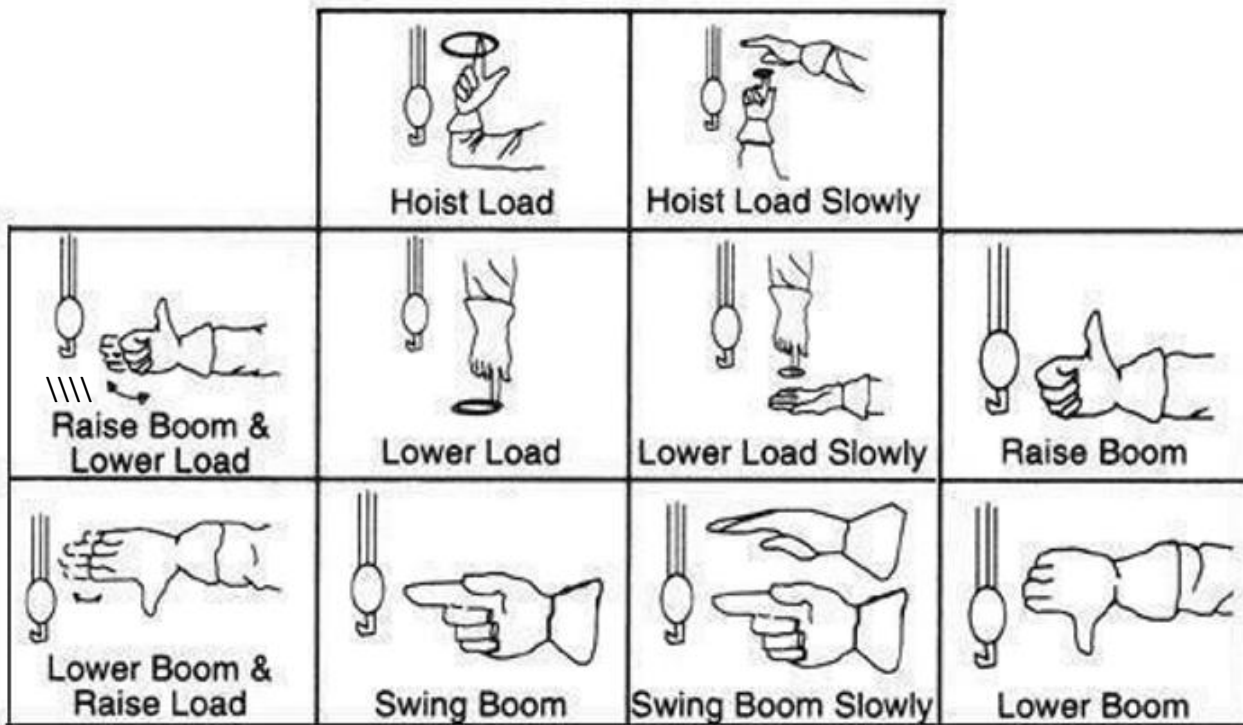 Hoist Load
Hoist Load Slowly
Raise Boom &
Lower Load
Lower Load
Lower Load Slowly
Raise Boom
Lower Boom &
Raise Load
Swing Boom
Swing Boom Slowly
Lower Boom